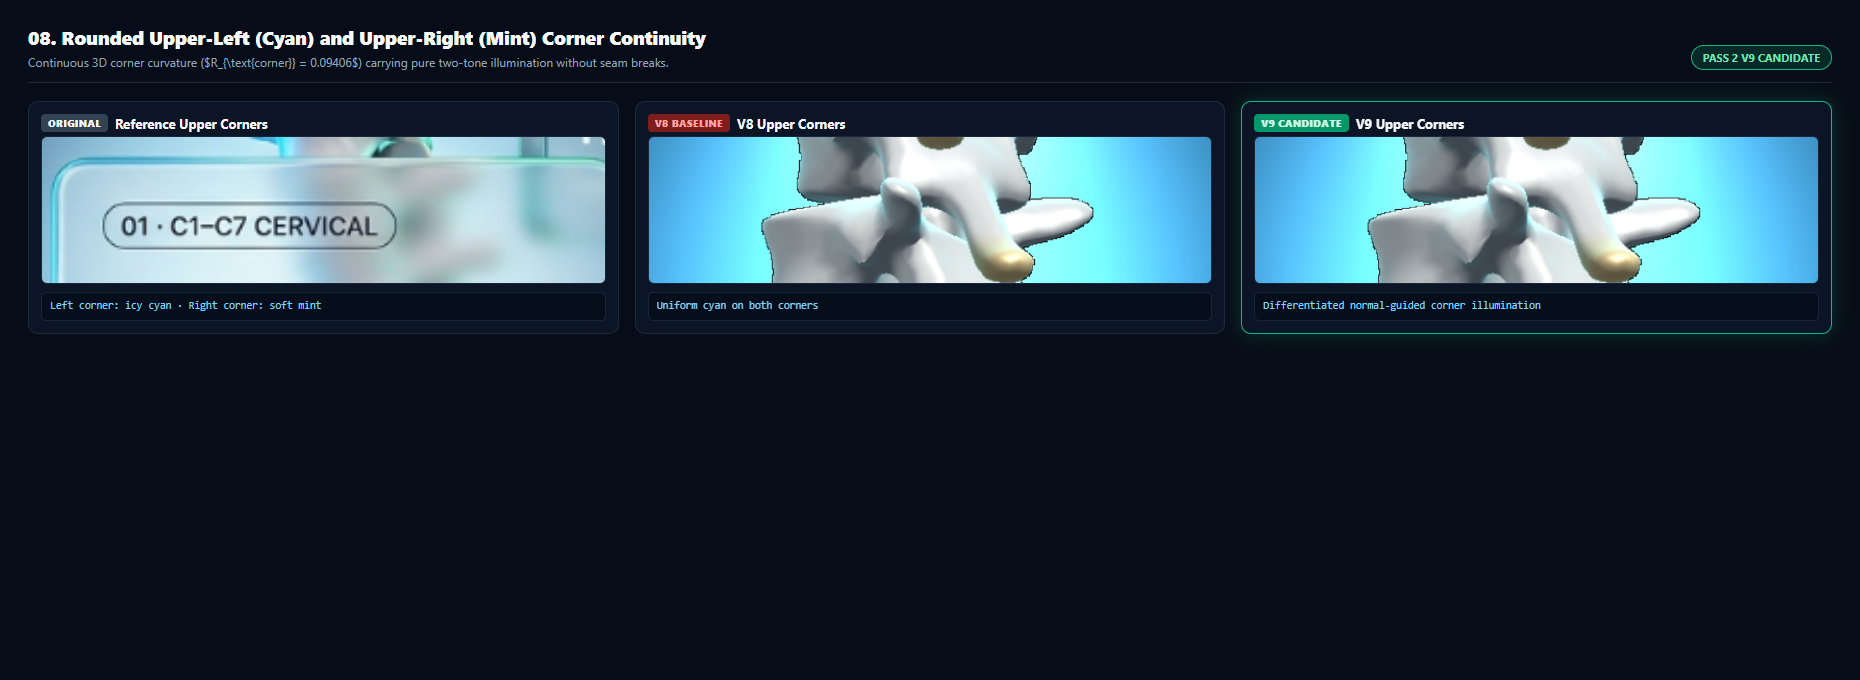 08. Rounded Upper-Left (Cyan) and Upper-Right (Mint) Corner Continuity
Continuous 3D corner curvature ($R_{\text{corner}} = 0.09406$) carrying pure two-tone illumination without seam breaks.
PASS 2 V9 CANDIDATE
ORIGINAL Reference Upper Corners
01 · C1–C7 CERVICAL
Left corner: icy cyan · Right corner: soft mint
V8 BASELINE V8 Upper Corners
Uniform cyan on both corners
V9 CANDIDATE V9 Upper Corners
Differentiated normal-guided corner illumination